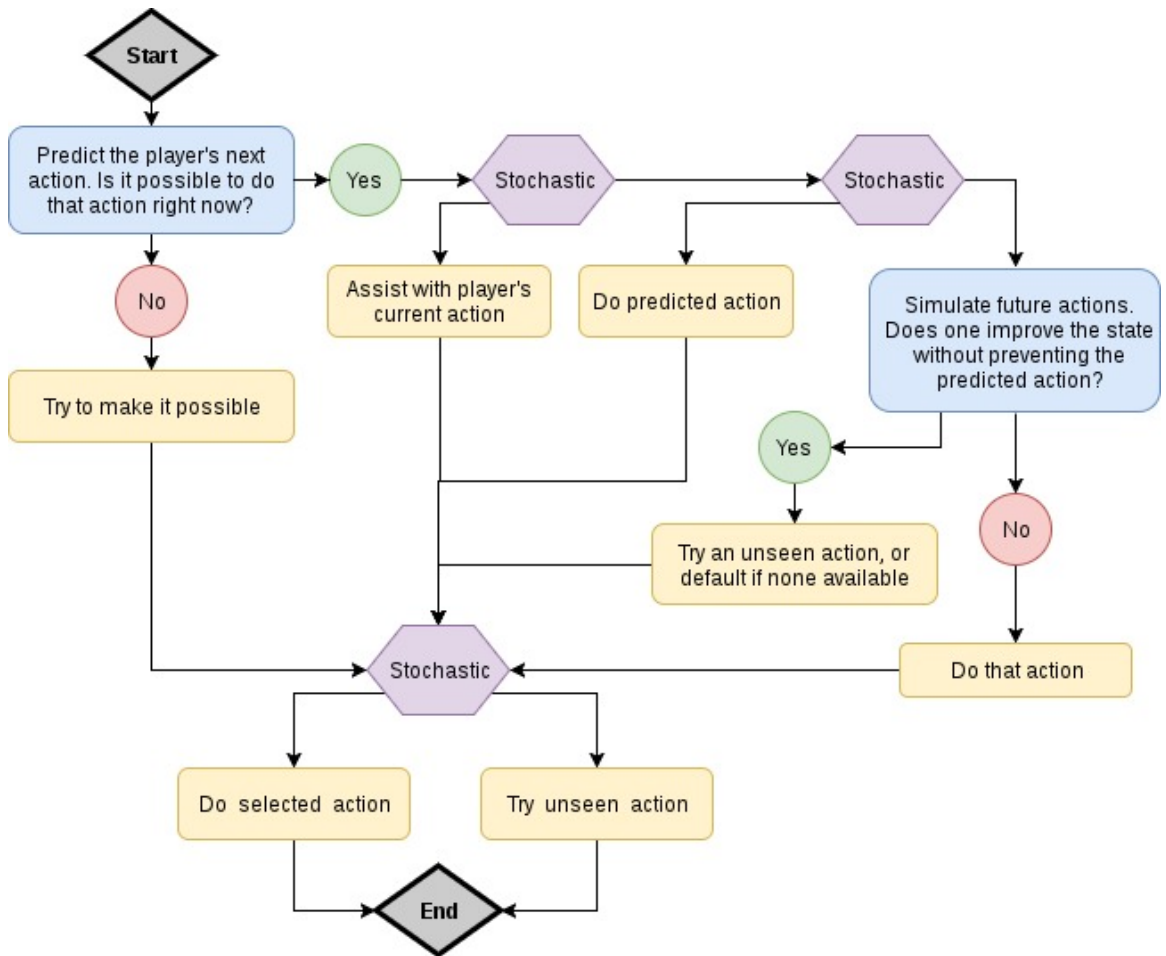 Start
Predict the player's next
action. Is it possible to do
that action right now?
Yes
Stochastic
Stochastic
No
Assist with player's
current action
Do predicted action
Simulate future actions.
Does one improve the state
without preventing the
predicted action?
Try to make it possible
Yes
No
Try an unseen action, or
default if none available
Stochastic
Do that action
Do selected action
Try unseen action
End